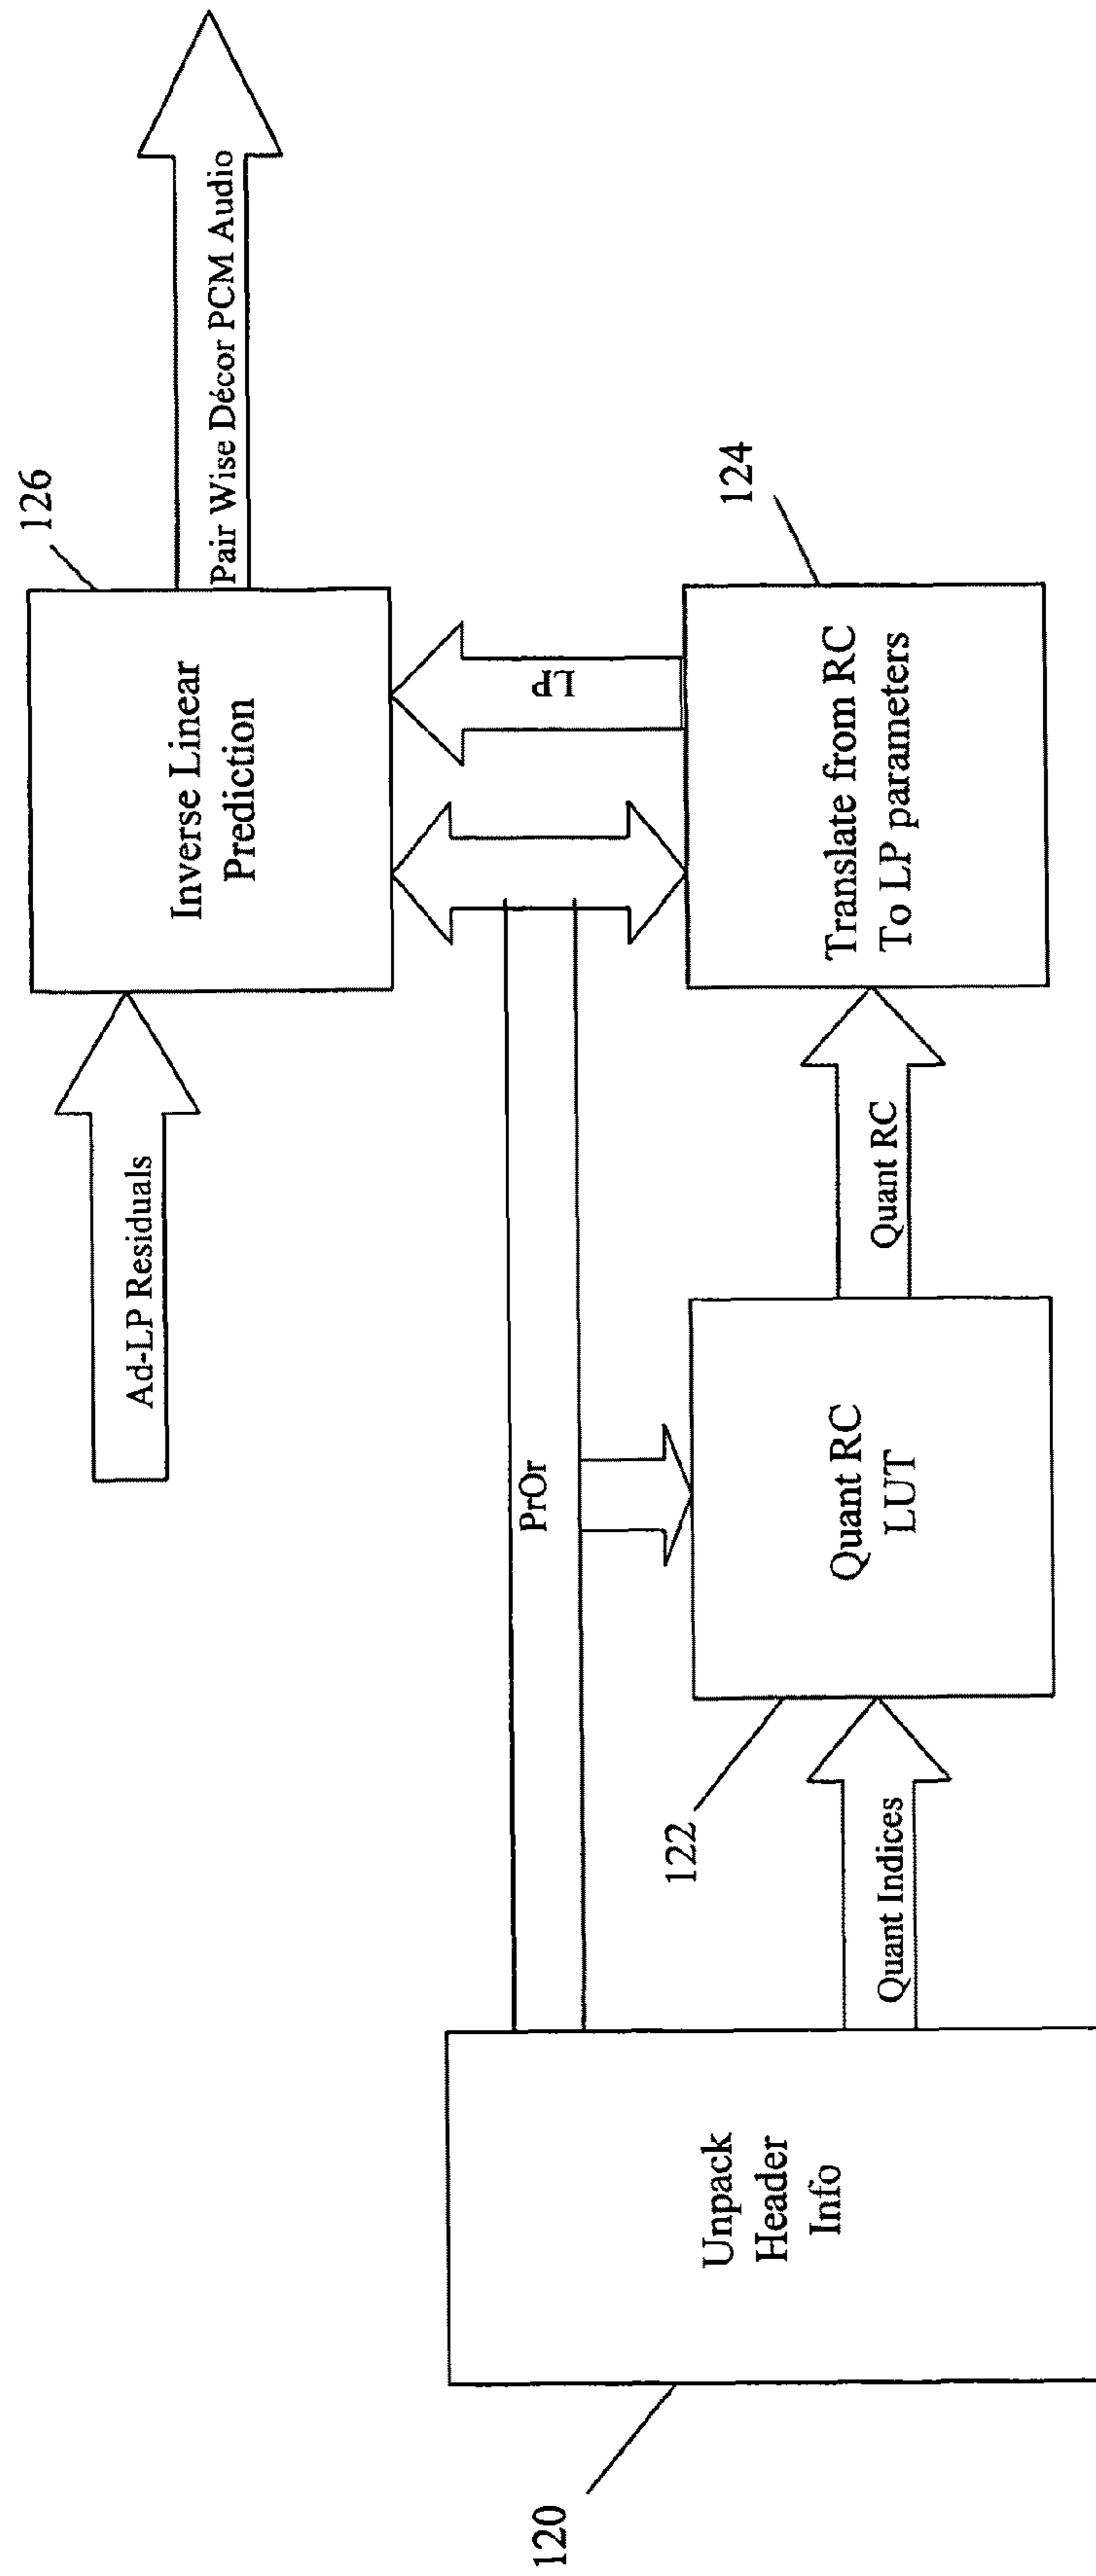 126
Ad-LP Residuals
Inverse Linear
Prediction
Pair Wise Décor PCM Audio
PrOr
LP
120
Unpack
Header
Info
Quant Indices
122
Quant RC
LUT
Quant RC
124
Translate from RC
To LP parameters